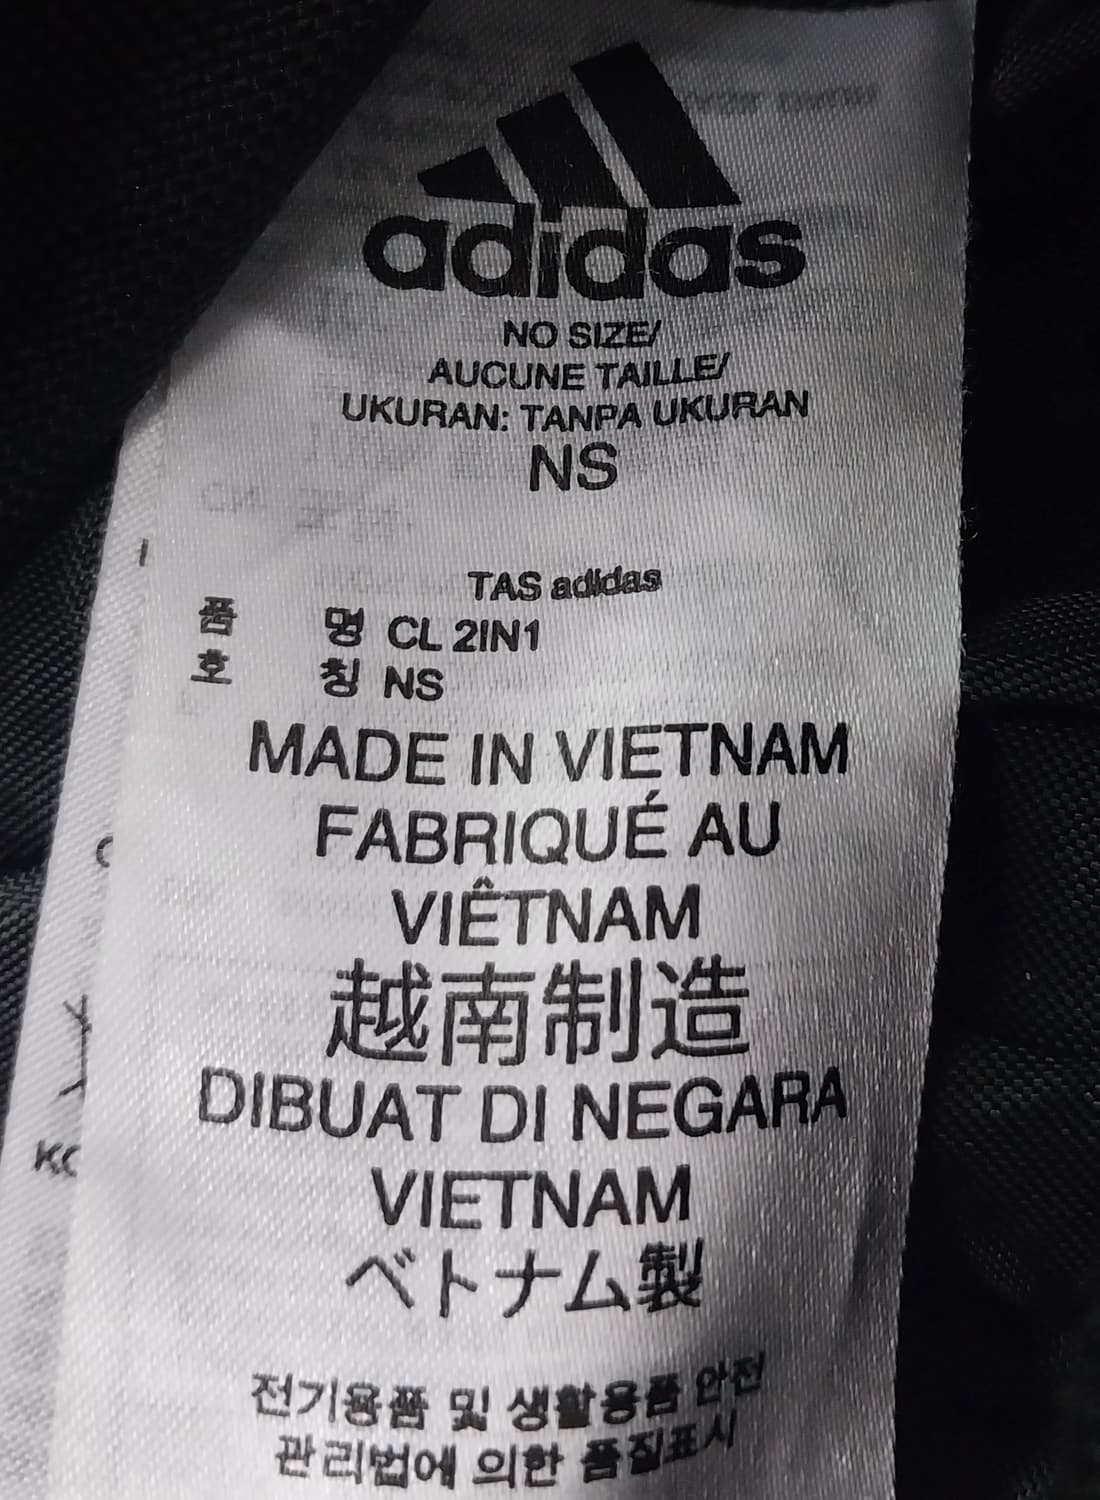 adidas
NO SIZE/
AUCUNE TAILLE/
UKURAN: TANPA UKURAN
NS
TAS adidas
품 명 CL 2IN1
호 칭 NS
MADE IN VIETNAM
FABRIQUÉ AU
VIÊTNAM
越南制造
DIBUAT DI NEGARA
VIETNAM
ベトナム製
전기용품 및 생활용품 안전
관리법에 의한 품질표시